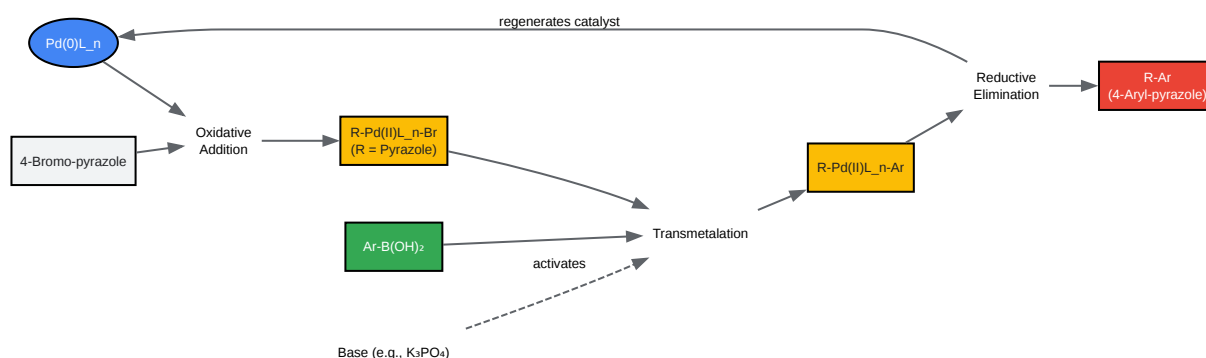 regenerates catalyst
Pd(0)L_n
Reductive
Elimination
R-Ar
(4-Aryl-pyrazole)
Oxidative
Addition
R-Pd(II)L_n-Br
(R = Pyrazole)
4-Bromo-pyrazole
R-Pd(II)L_n-Ar
Transmetalation
Ar-B(OH)₂
activates
Base (e.g., K₃PO₄)